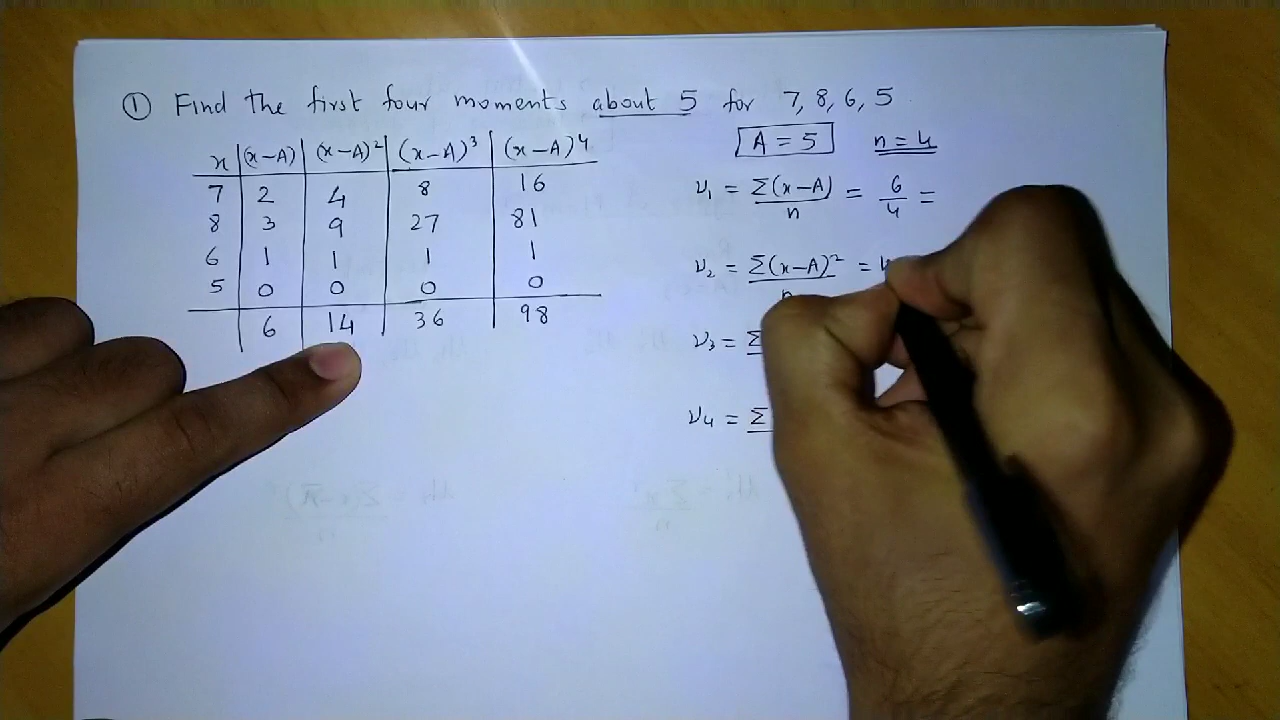 ① Find the first four moments about 5 for 7, 8, 6, 5
A = 5 n = 4
x (x-A) (x-A)² (x-A)³ (x-A)⁴
7 2 4 8 16
8 3 9 27 81
6 1 1 1 1
5 0 0 0 0
6 14 36 98
ν₁ = Σ(x-A)/n = 6/4 =
ν₂ = Σ(x-A)²/n =
ν₃ = Σ
ν₄ = Σ